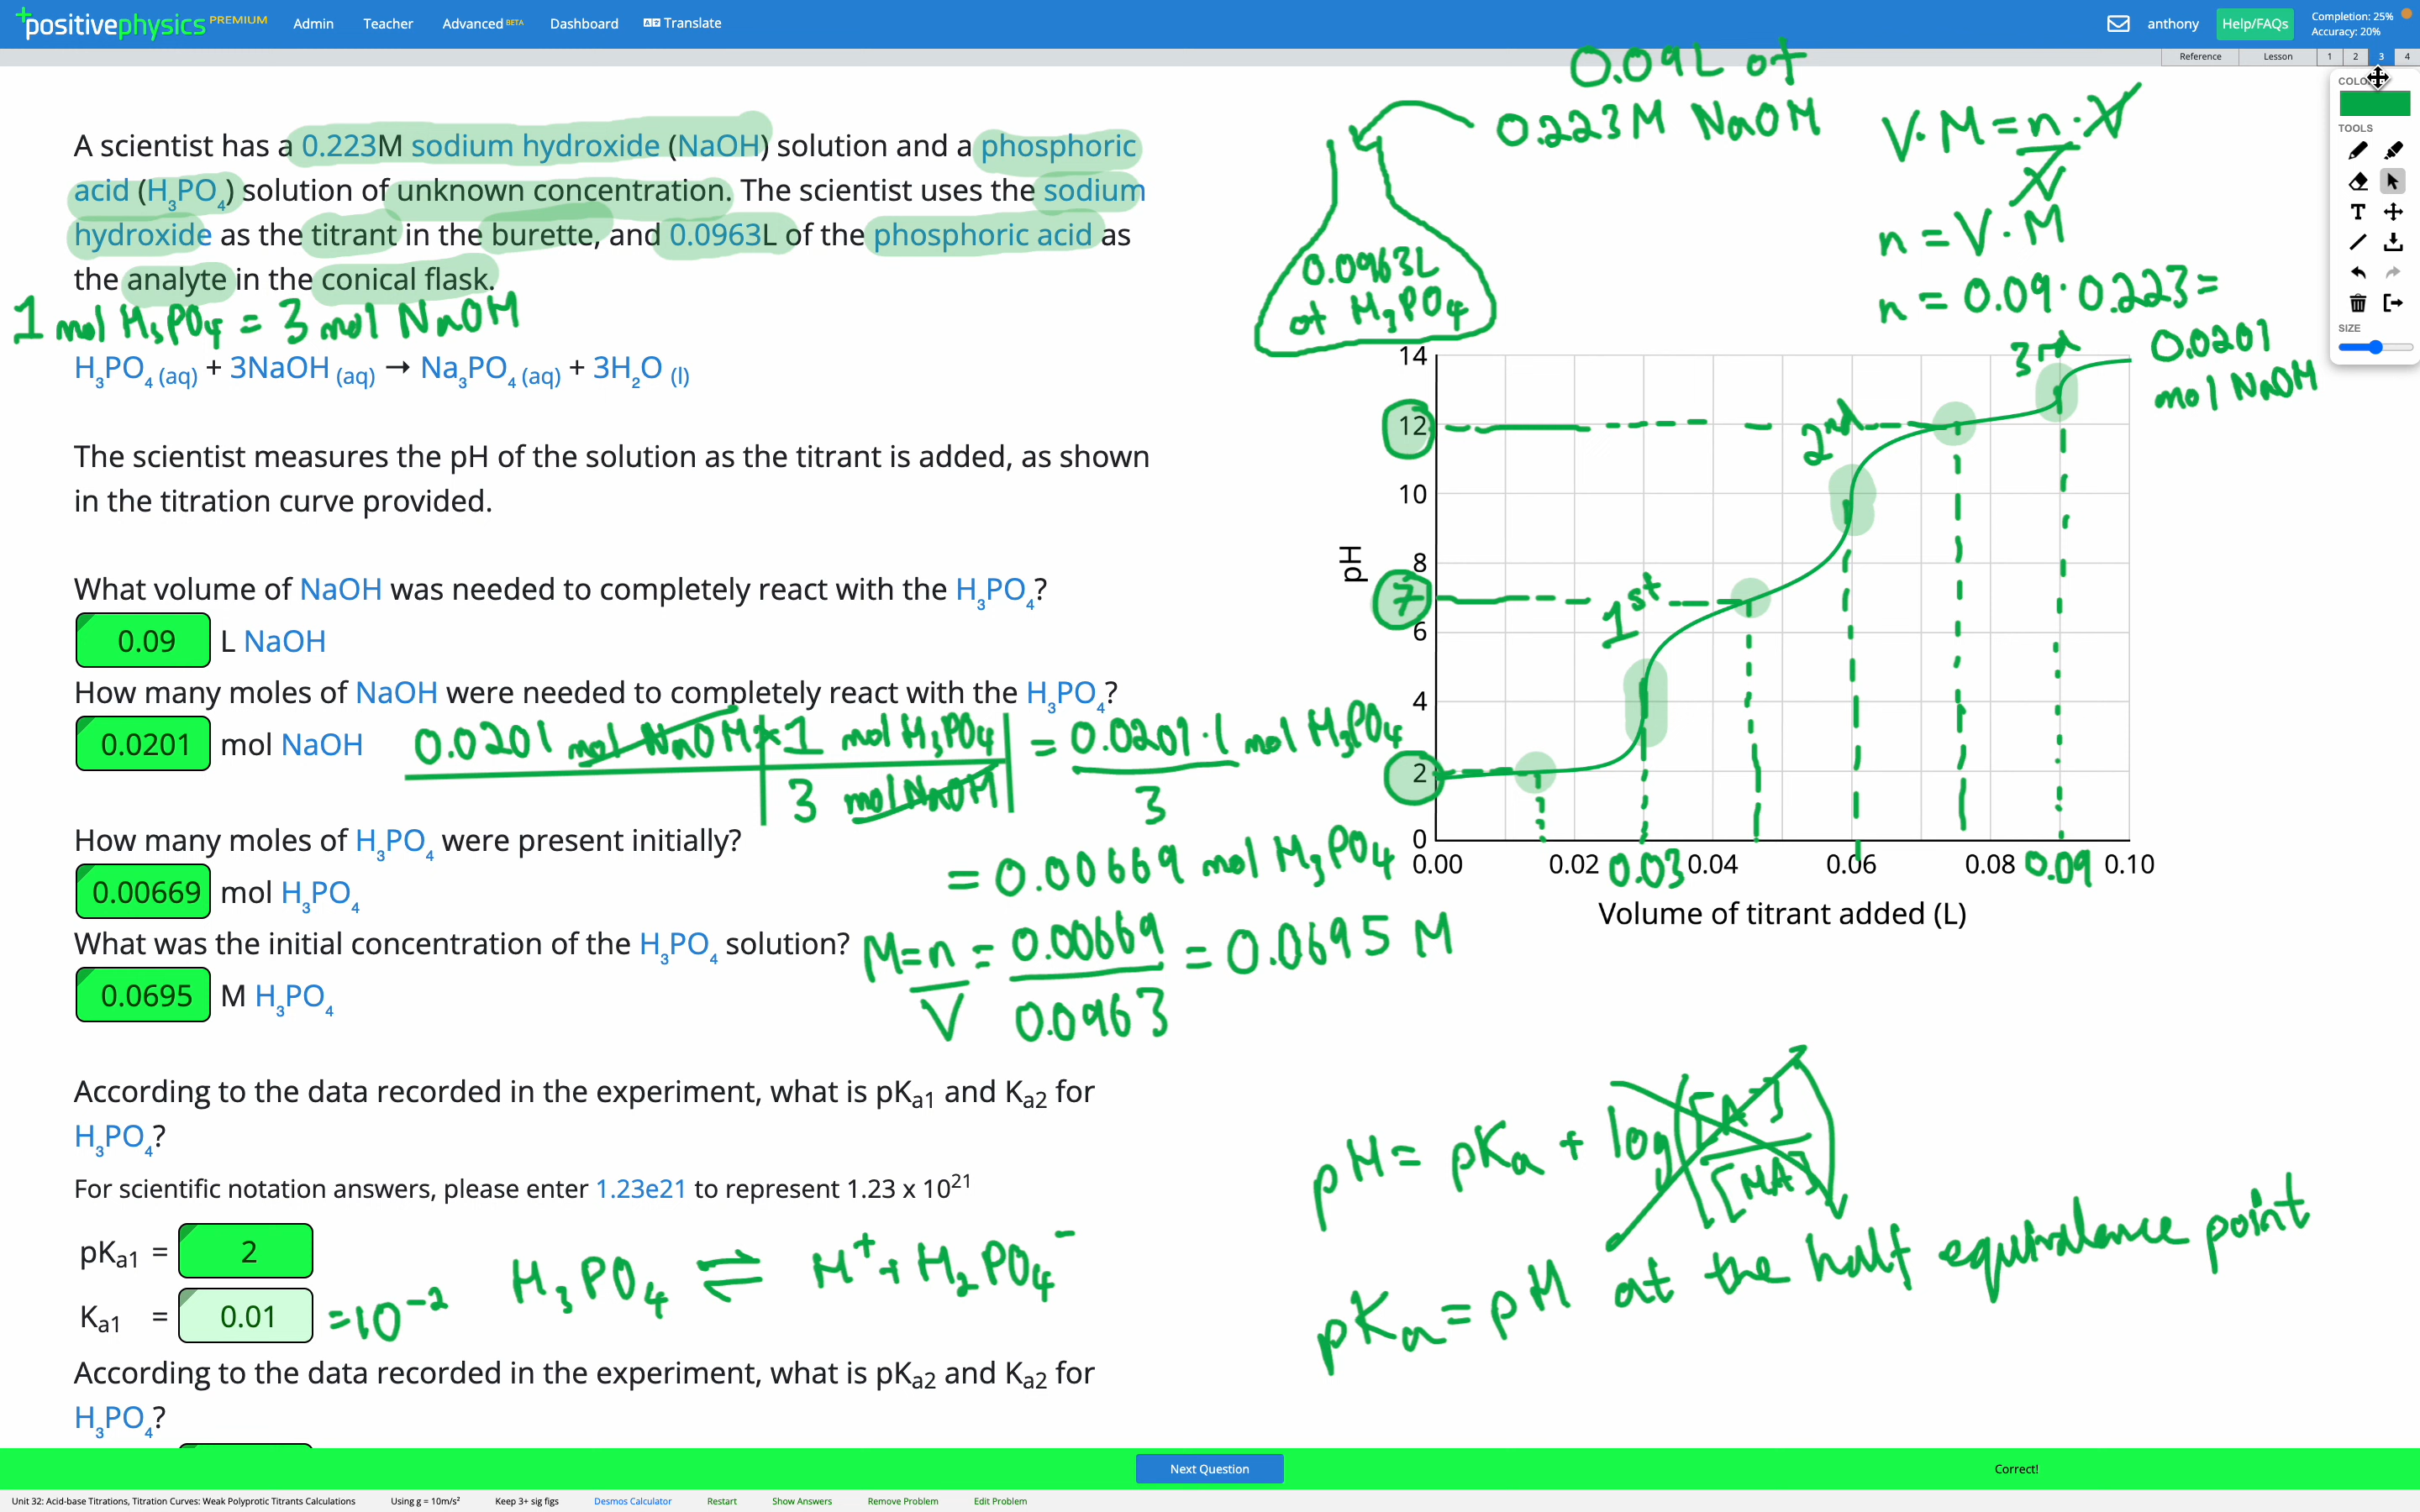 +positivephysics PREMIUM Admin Teacher Advanced BETA Dashboard Translate anthony Help/FAQs Completion: 25%
Accuracy: 20%
Reference Lesson 1 2 3 4
COLO
TOOLS
T
SIZE
A scientist has a 0.223M sodium hydroxide (NaOH) solution and a phosphoric
acid (H₃PO₄) solution of unknown concentration. The scientist uses the sodium
hydroxide as the titrant in the burette, and 0.0963L of the phosphoric acid as
the analyte in the conical flask.
1 mol H₃PO₄ = 3 mol NaOH
H₃PO₄ (aq) + 3NaOH (aq) → Na₃PO₄ (aq) + 3H₂O (l)
The scientist measures the pH of the solution as the titrant is added, as shown
in the titration curve provided.
What volume of NaOH was needed to completely react with the H₃PO₄?
0.09 L NaOH
How many moles of NaOH were needed to completely react with the H₃PO₄?
0.0201 mol NaOH
0.0201 mol NaOH × 1 mol H₃PO₄ = 0.0201·1 mol H₃PO₄
3 mol NaOH 3
How many moles of H₃PO₄ were present initially?
= 0.00669 mol H₃PO₄
0.00669 mol H₃PO₄
What was the initial concentration of the H₃PO₄ solution?
M = n = 0.00669 = 0.0695 M
V 0.0963
0.0695 M H₃PO₄
According to the data recorded in the experiment, what is pKa1 and Ka2 for
H₃PO₄?
For scientific notation answers, please enter 1.23e21 to represent 1.23 x 10²¹
pKa1 = 2
H₃PO₄ ⇌ H⁺ + H₂PO₄⁻
Ka1 = 0.01 = 10⁻²
According to the data recorded in the experiment, what is pKa2 and Ka2 for
H₃PO₄?
0.09L of
0.223M NaOH
0.0963L
of H₃PO₄
V·M = n·V
V
n = V·M
n = 0.09·0.223 =
0.0201
mol NaOH
14
12
10
8
7
6
4
2
0
pH
1st
2nd
3rd
0.00 0.02 0.03 0.04 0.06 0.08 0.09 0.10
Volume of titrant added (L)
pH = pKa + log([A⁻]
[HA])
pKa = pH at the half equivalence point
Next Question Correct!
Unit 32: Acid-base Titrations, Titration Curves: Weak Polyprotic Titrants Calculations Using g = 10m/s² Keep 3+ sig figs Desmos Calculator Restart Show Answers Remove Problem Edit Problem